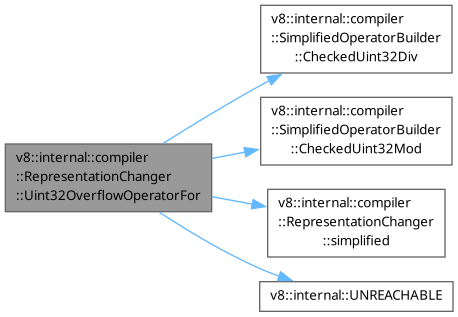 v8::internal::compiler
::RepresentationChanger
::Uint32OverflowOperatorFor
v8::internal::compiler
::SimplifiedOperatorBuilder
::CheckedUint32Div
v8::internal::compiler
::SimplifiedOperatorBuilder
::CheckedUint32Mod
v8::internal::compiler
::RepresentationChanger
::simplified
v8::internal::UNREACHABLE